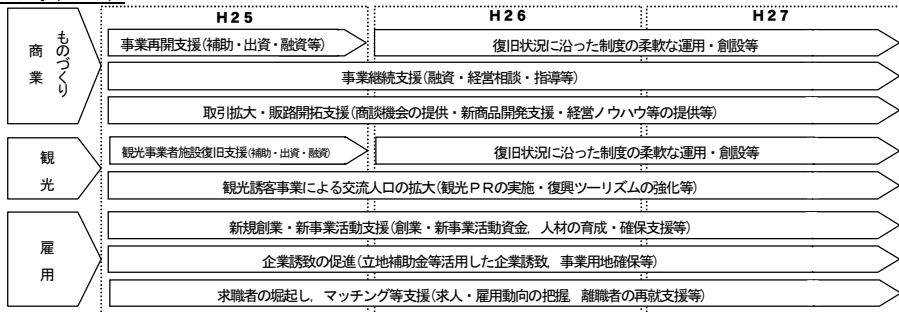 H25 H26 H27
ものづくり
商業
事業再開支援(補助・出資・融資等)
復旧状況に沿った制度の柔軟な運用・創設等
事業継続支援(融資・経営相談・指導等)
取引拡大・販路開拓支援(商談機会の提供・新商品開発支援・経営ノウハウ等の提供等)
観光
観光事業者施設復旧支援(補助・出資・融資)
復旧状況に沿った制度の柔軟な運用・創設等
観光誘客事業による交流人口の拡大(観光PRの実施・復興ツーリズムの強化等)
雇用
新規創業・新事業活動支援(創業・新事業活動資金,人材の育成・確保支援等)
企業誘致の促進(立地補助金等活用した企業誘致,事業用地確保等)
求職者の堀起し,マッチング等支援(求人・雇用動向の把握,離職者の再就支援等)